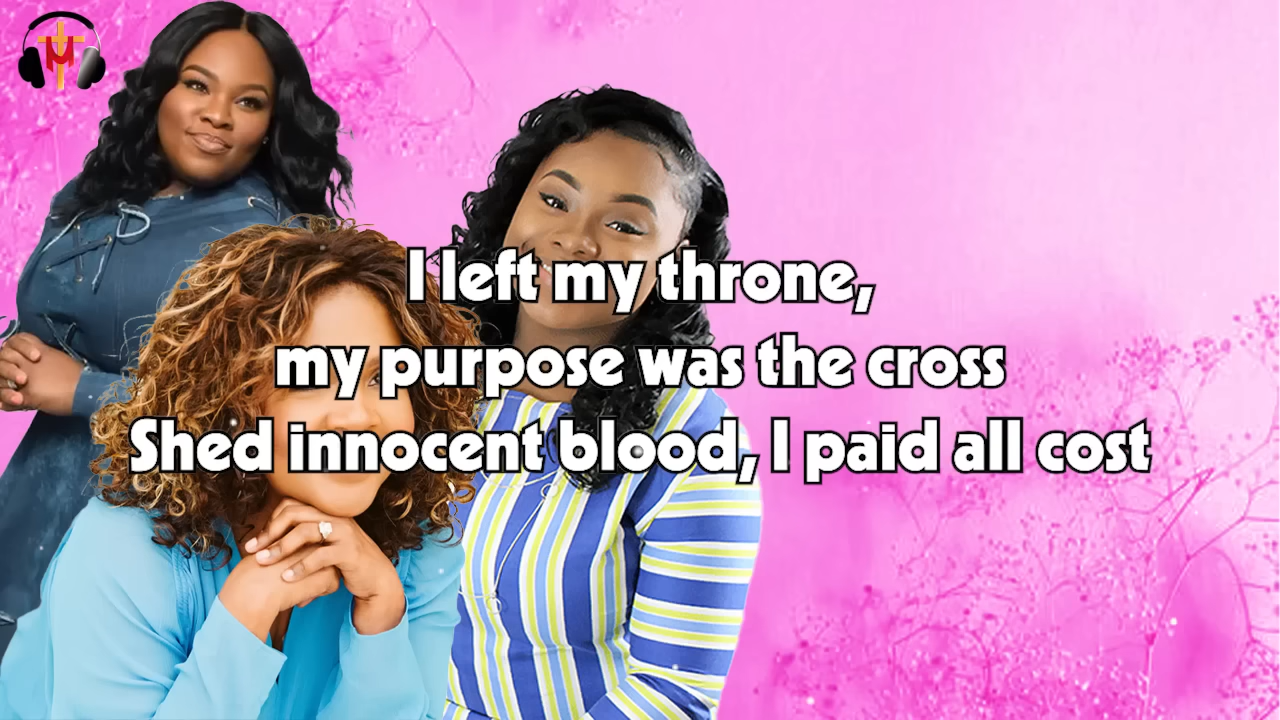 I left my throne,
my purpose was the cross
Shed innocent blood, I paid all cost